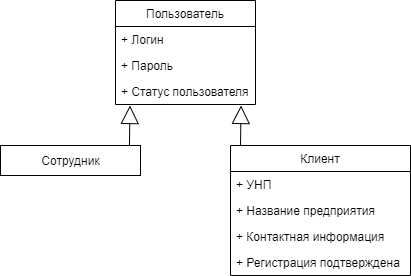 Пользователь
+ Логин
+ Пароль
+ Статус пользователя
Сотрудник
Клиент
+ УНП
+ Название предприятия
+ Контактная информация
+ Регистрация подтверждена